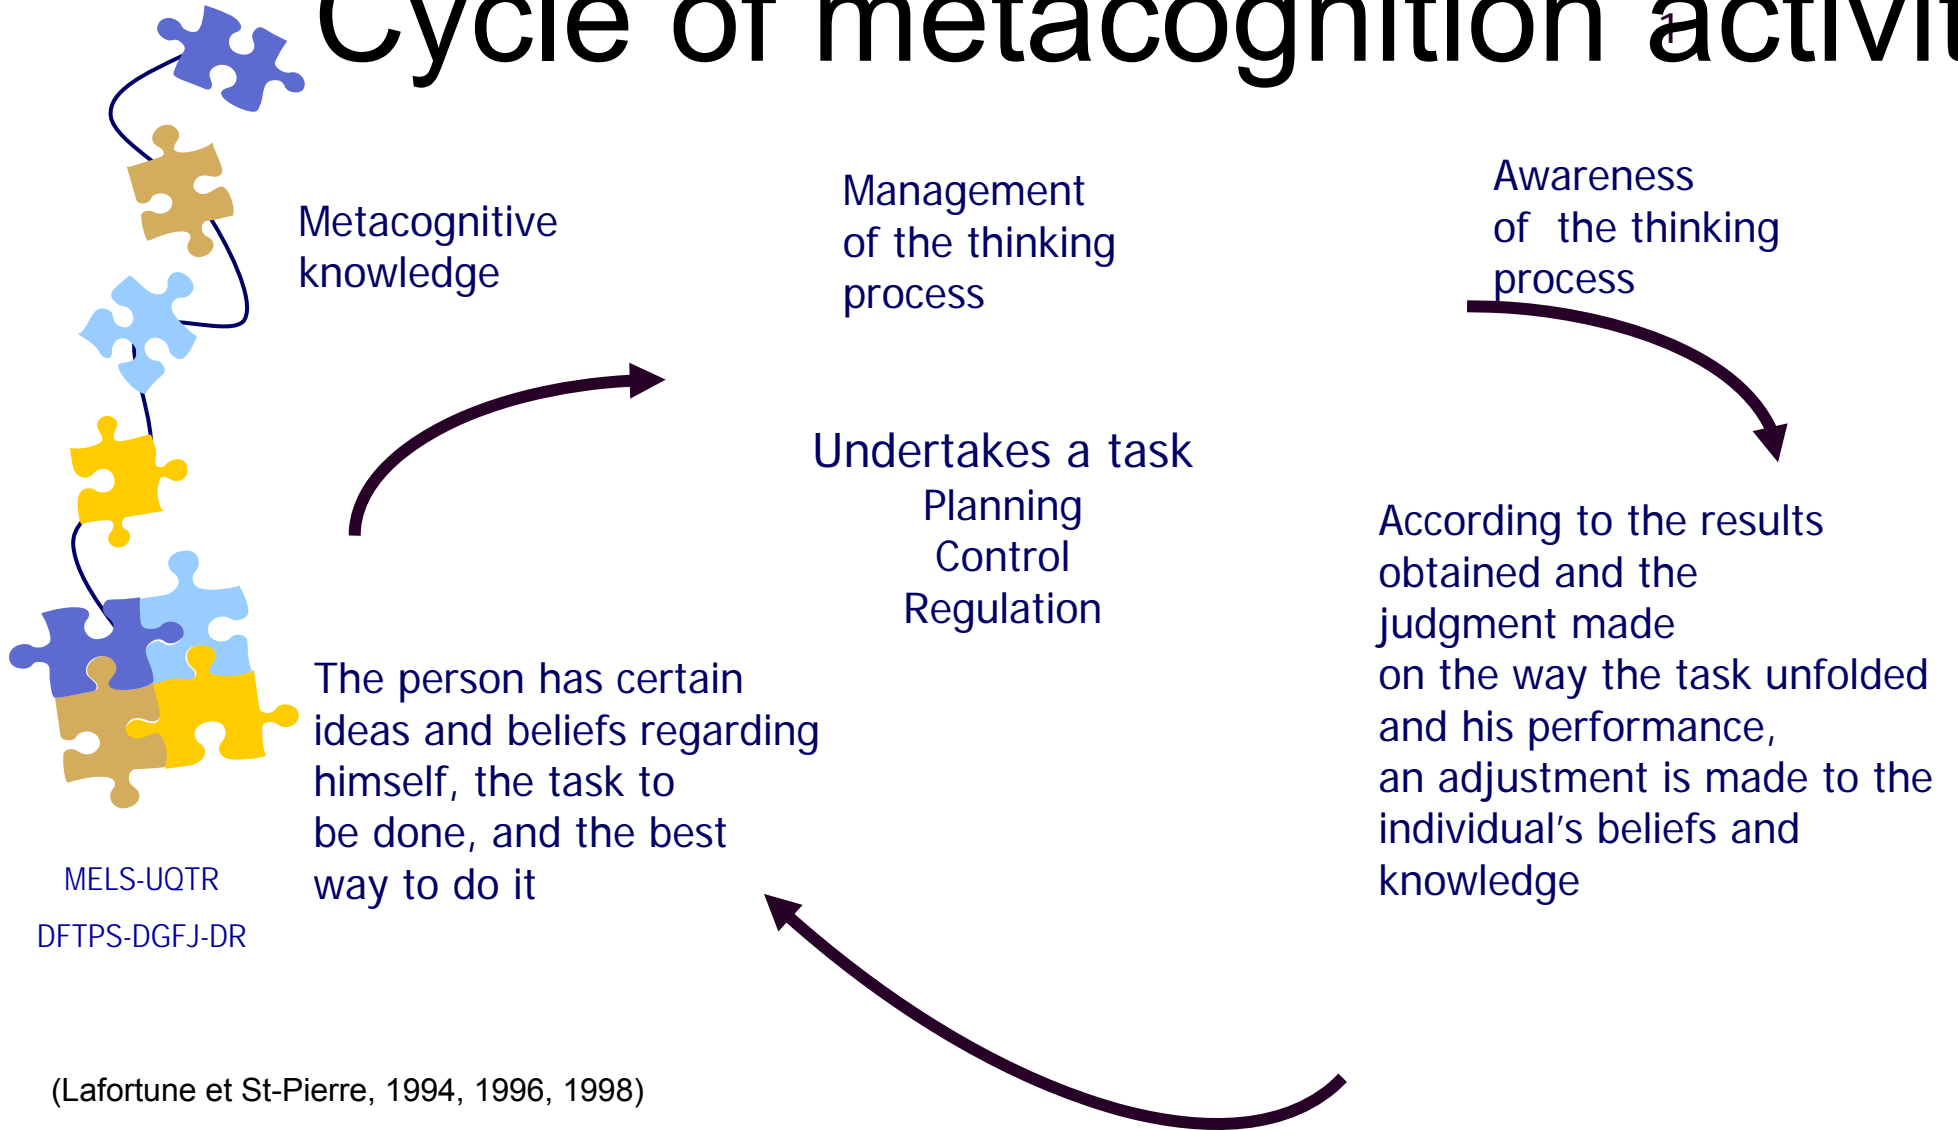 Cycle of metacognition activit
1
Metacognitive
knowledge
Management
of the thinking
process
Awareness
of the thinking
process
Undertakes a task
Planning
Control
Regulation
The person has certain
ideas and beliefs regarding
himself, the task to
be done, and the best
way to do it
According to the results
obtained and the
judgment made
on the way the task unfolded
and his performance,
an adjustment is made to the
individual's beliefs and
knowledge
MELS-UQTR
DFTPS-DGFJ-DR
(Lafortune et St-Pierre, 1994, 1996, 1998)